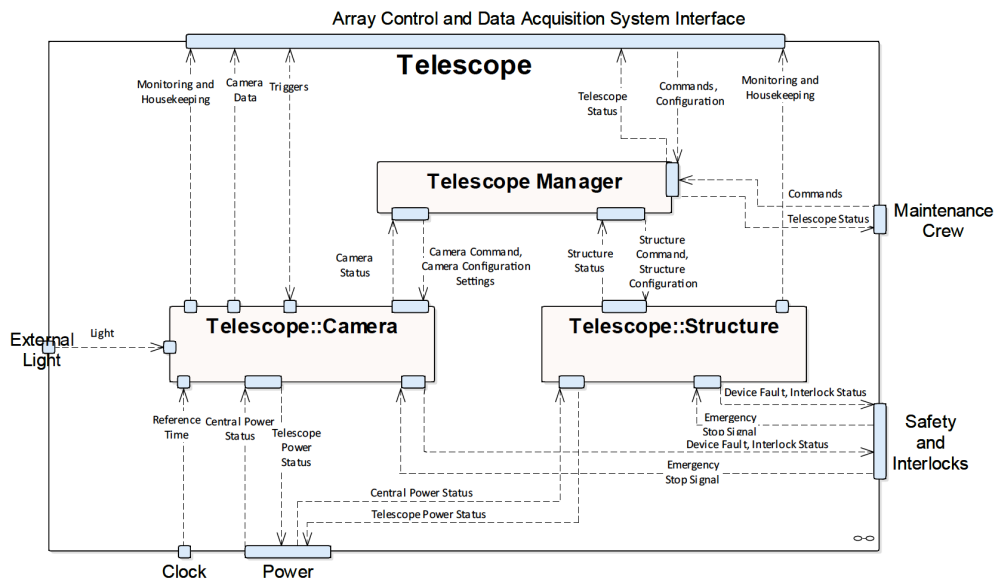 Array Control and Data Acquisition System Interface
Telescope
Monitoring and
Housekeeping
Camera
Data
Triggers
Telescope
Status
Commands,
Configuration
Monitoring and
Housekeeping
Telescope Manager
Commands
Telescope Status
Maintenance
Crew
Camera
Status
Camera Command,
Camera Configuration
Settings
Structure
Status
Structure
Command,
Structure
Configuration
External
Light
Light
Telescope::Camera
Telescope::Structure
Reference
Time
Central Power
Status
Telescope
Power
Status
Device Fault, Interlock Status
Emergency
Stop Signal
Device Fault, Interlock Status
Emergency
Stop Signal
Safety
and
Interlocks
Central Power Status
Telescope Power Status
Clock
Power